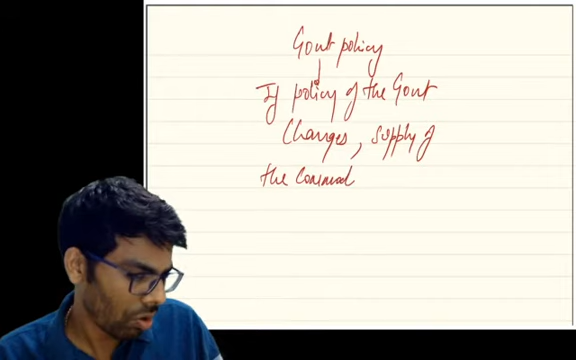 Govt policy
If policy of the Govt
Changes, supply of
the Commod